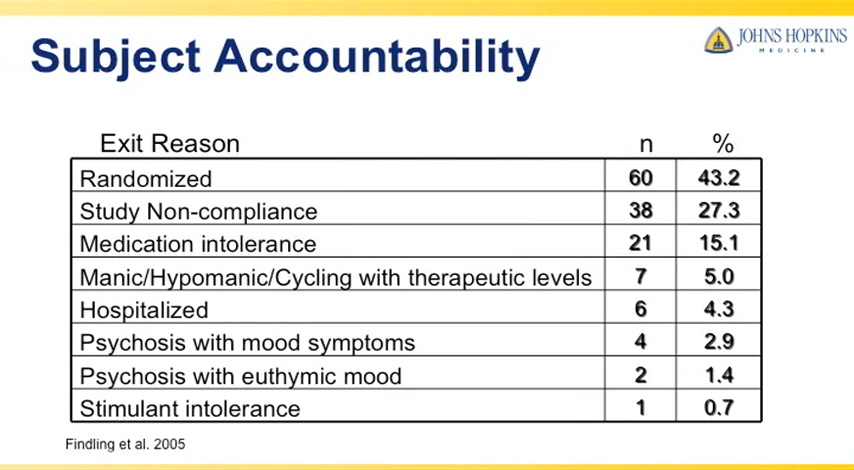 Subject Accountability
JOHNS HOPKINS
MEDICINE
Exit Reason n %
Randomized 60 43.2
Study Non-compliance 38 27.3
Medication intolerance 21 15.1
Manic/Hypomanic/Cycling with therapeutic levels 7 5.0
Hospitalized 6 4.3
Psychosis with mood symptoms 4 2.9
Psychosis with euthymic mood 2 1.4
Stimulant intolerance 1 0.7
Findling et al. 2005